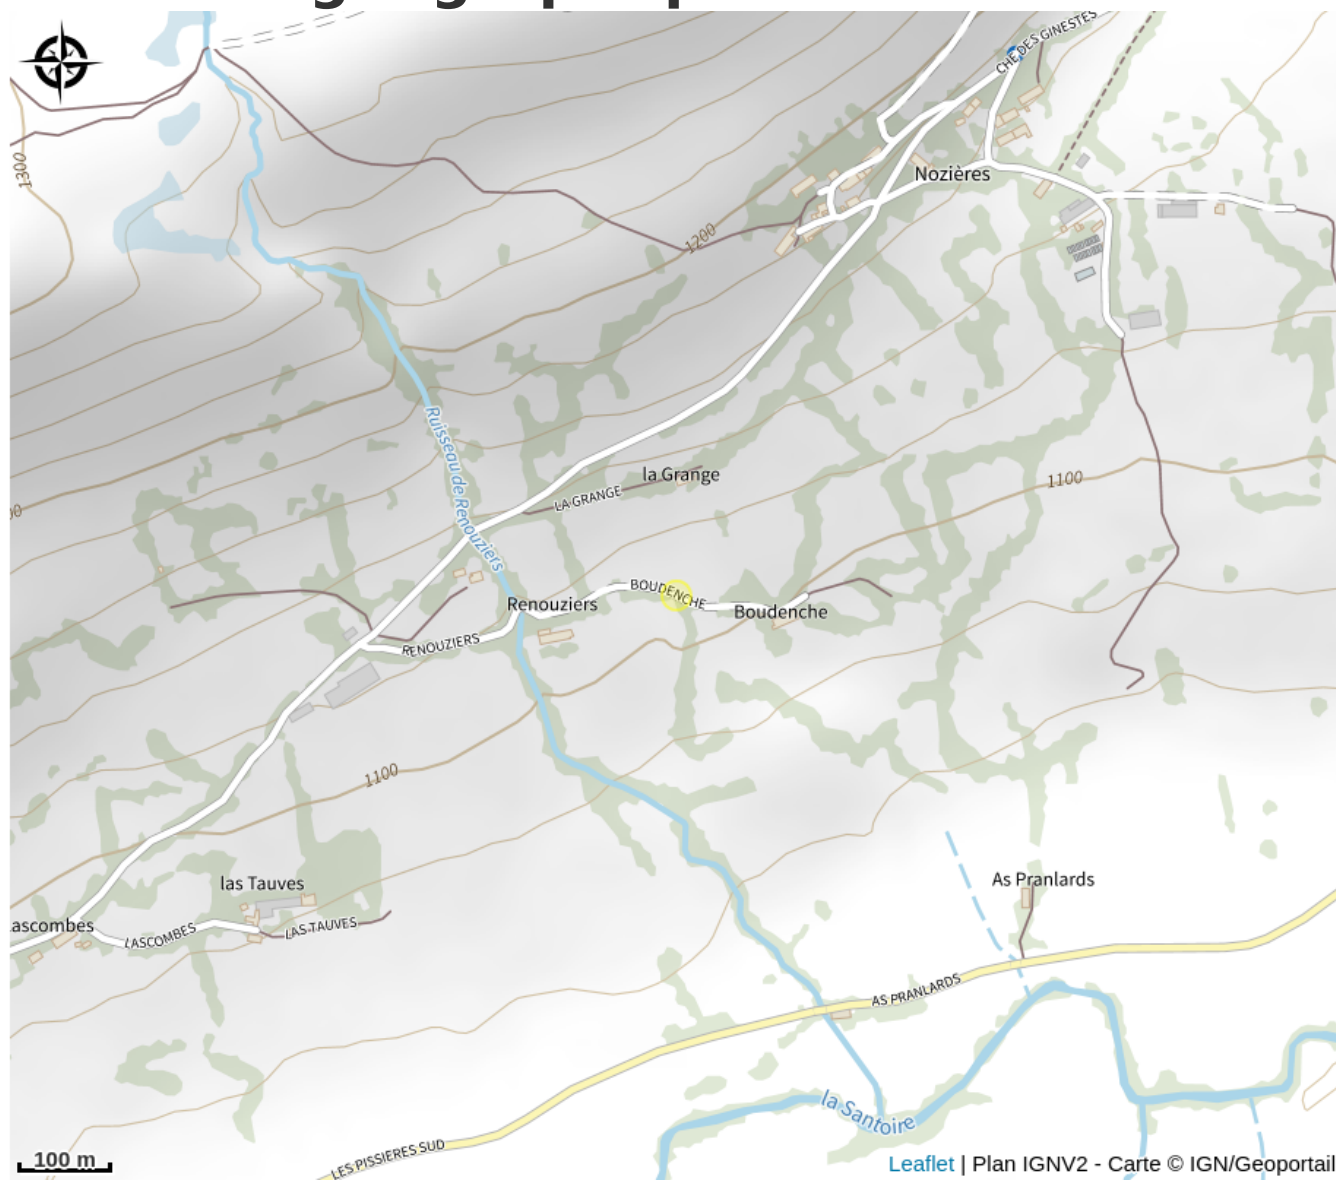 CHE DES GINESTES
1300
Nozières
1200
Ruisseau de Renouziers
la Grange
LA GRANGE
1100
BOUDENCHE
Renouziers
Boudenche
RENOUZIERS
1100
las Tauves
As Pranlards
ascombes
LASCOMBES
LAS TAUVES
AS PRANLARDS
la Santoire
LES PISSIERES SUD
100 m
Leaflet | Plan IGNV2 - Carte © IGN/Geoportail